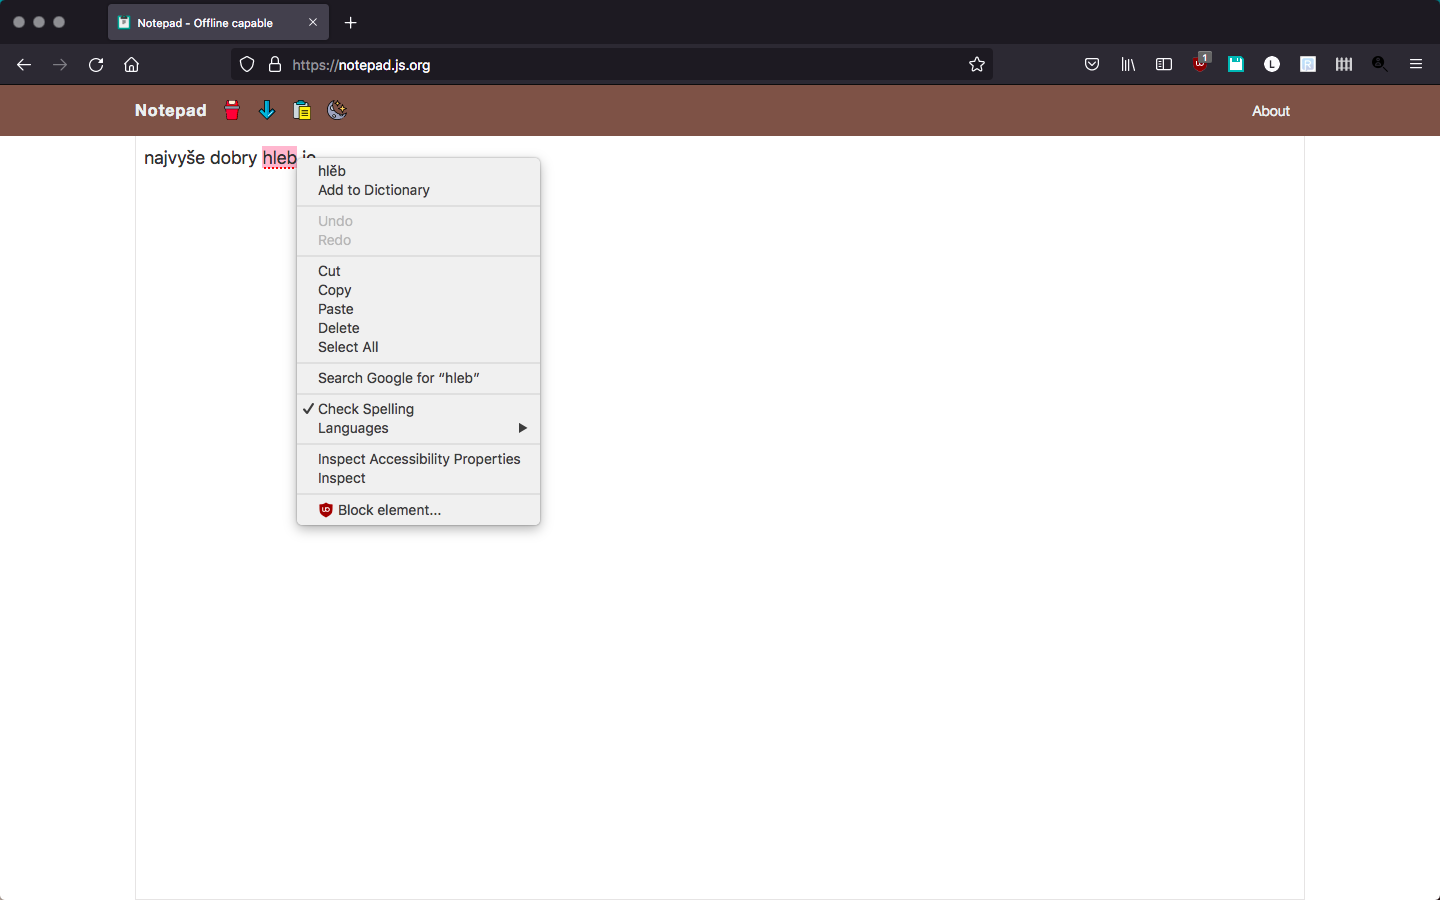 Notepad - Offline capable
https://notepad.js.org
1
L
R
Notepad
About
najvyše dobry hleb
hlěb
Add to Dictionary
Undo
Redo
Cut
Copy
Paste
Delete
Select All
Search Google for “hleb”
Check Spelling
Languages
Inspect Accessibility Properties
Inspect
Block element...